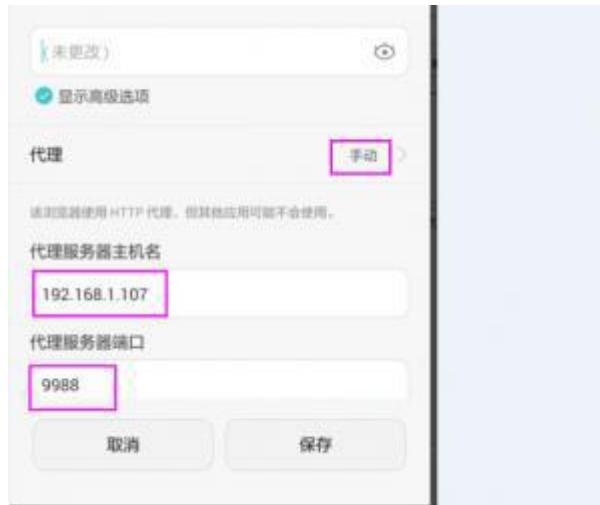 （未更改）
显示高级选项
代理
手动
该浏览器使用 HTTP 代理，但其他应用可能不会使用。
代理服务器主机名
192.168.1.107
代理服务器端口
9988
取消
保存